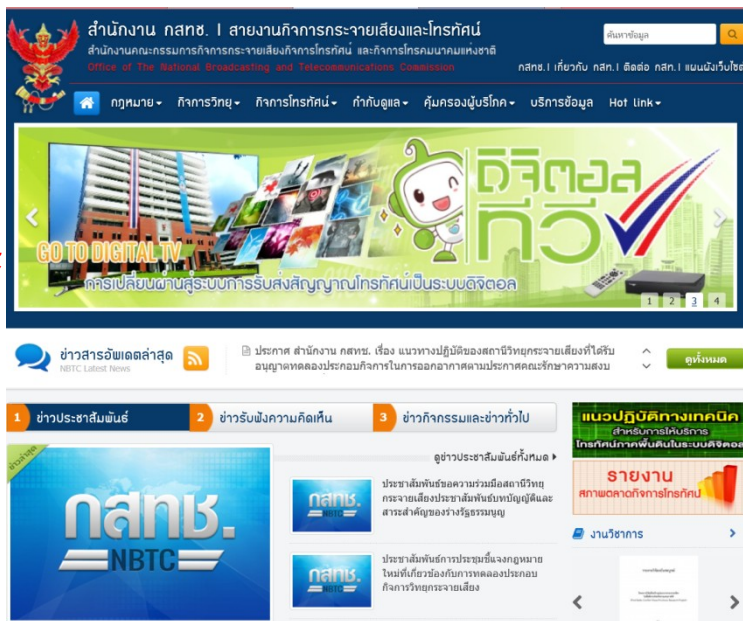 สำนักงาน กสทช. | สายงานกิจการกระจายเสียงและโทรทัศน์
สำนักงานคณะกรรมการกิจการกระจายเสียงกิจการโทรทัศน์ และกิจการโทรคมนาคมแห่งชาติ
Office of The National Broadcasting and Telecommunications Commission
ค้นหาข้อมูล
กสทช.| เกี่ยวกับ กสท.| ติดต่อ กสท.| แผนผังเว็บไซต์
กฎหมาย กิจการวิทยุ กิจการโทรทัศน์ กำกับดูแล คุ้มครองผู้บริโภค บริการข้อมูล Hot link
ดิจิตอล
ทีวี
GO TO DIGITAL TV
การเปลี่ยนผ่านสู่ระบบการรับส่งสัญญาณโทรทัศน์เป็นระบบดิจิตอล
1 2 3 4
ข่าวสารอัพเดตล่าสุด
NBTC Latest News
ประกาศ สำนักงาน กสทช. เรื่อง แนวทางปฏิบัติของสถานีวิทยุกระจายเสียงที่ได้รับ
อนุญาตทดลองประกอบกิจการในการออกอากาศตามประกาศคณะรักษาความสงบ
ดูทั้งหมด
1 ข่าวประชาสัมพันธ์
2 ข่าวรับฟังความคิดเห็น
3 ข่าวกิจกรรมและข่าวทั่วไป
ข่าวล่าสุด
กสทช.
NBTC
ดูข่าวประชาสัมพันธ์ทั้งหมด
กสทช.
NBTC
ประชาสัมพันธ์ขอความร่วมมือสถานีวิทยุ
กระจายเสียงประชาสัมพันธ์บทบัญญัติและ
สาระสำคัญของร่างรัฐธรรมนูญ
กสทช.
NBTC
ประชาสัมพันธ์การประชุมชี้แจงกฎหมาย
ใหม่ที่เกี่ยวข้องกับการทดลองประกอบ
กิจการวิทยุกระจายเสียง
แนวปฏิบัติทางเทคนิค
สำหรับการให้บริการ
โทรทัศน์ภาคพื้นดินในระบบดิจิตอล
รายงาน
สภาพตลาดกิจการโทรทัศน์
งานวิชาการ